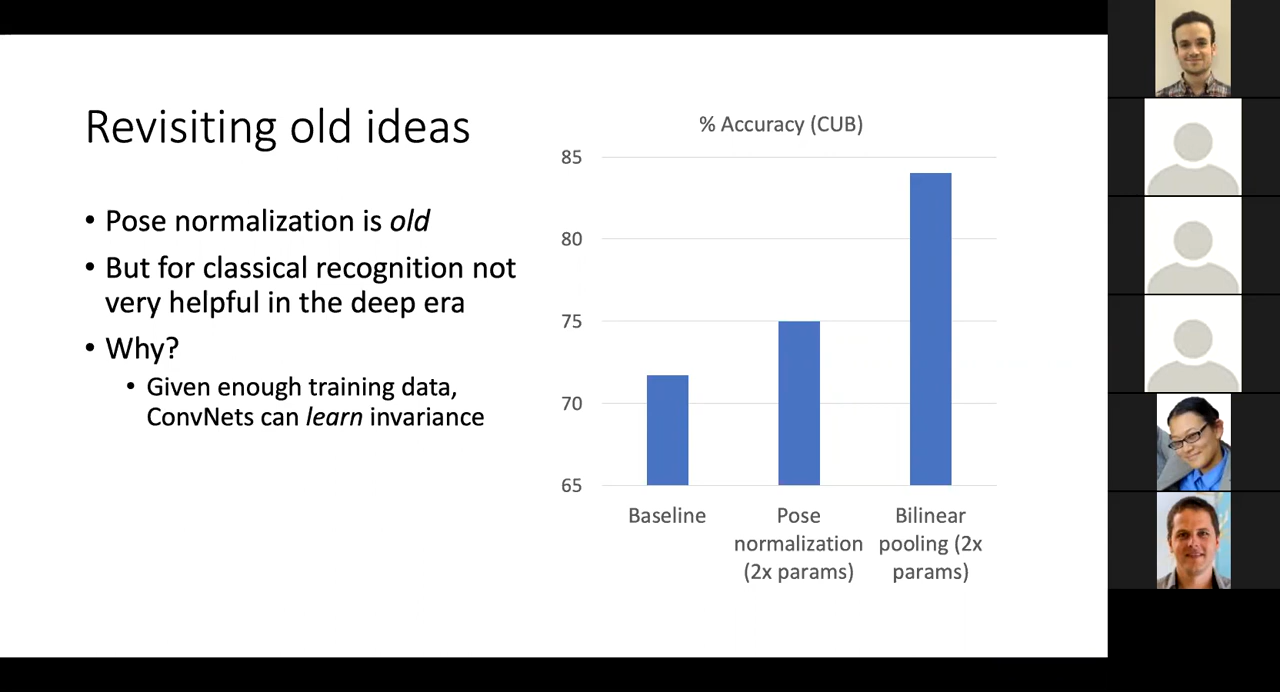 Revisiting old ideas
• Pose normalization is old
• But for classical recognition not
very helpful in the deep era
• Why?
• Given enough training data,
ConvNets can learn invariance
% Accuracy (CUB)
85
80
75
70
65
Baseline
Pose
normalization
(2x params)
Bilinear
pooling (2x
params)